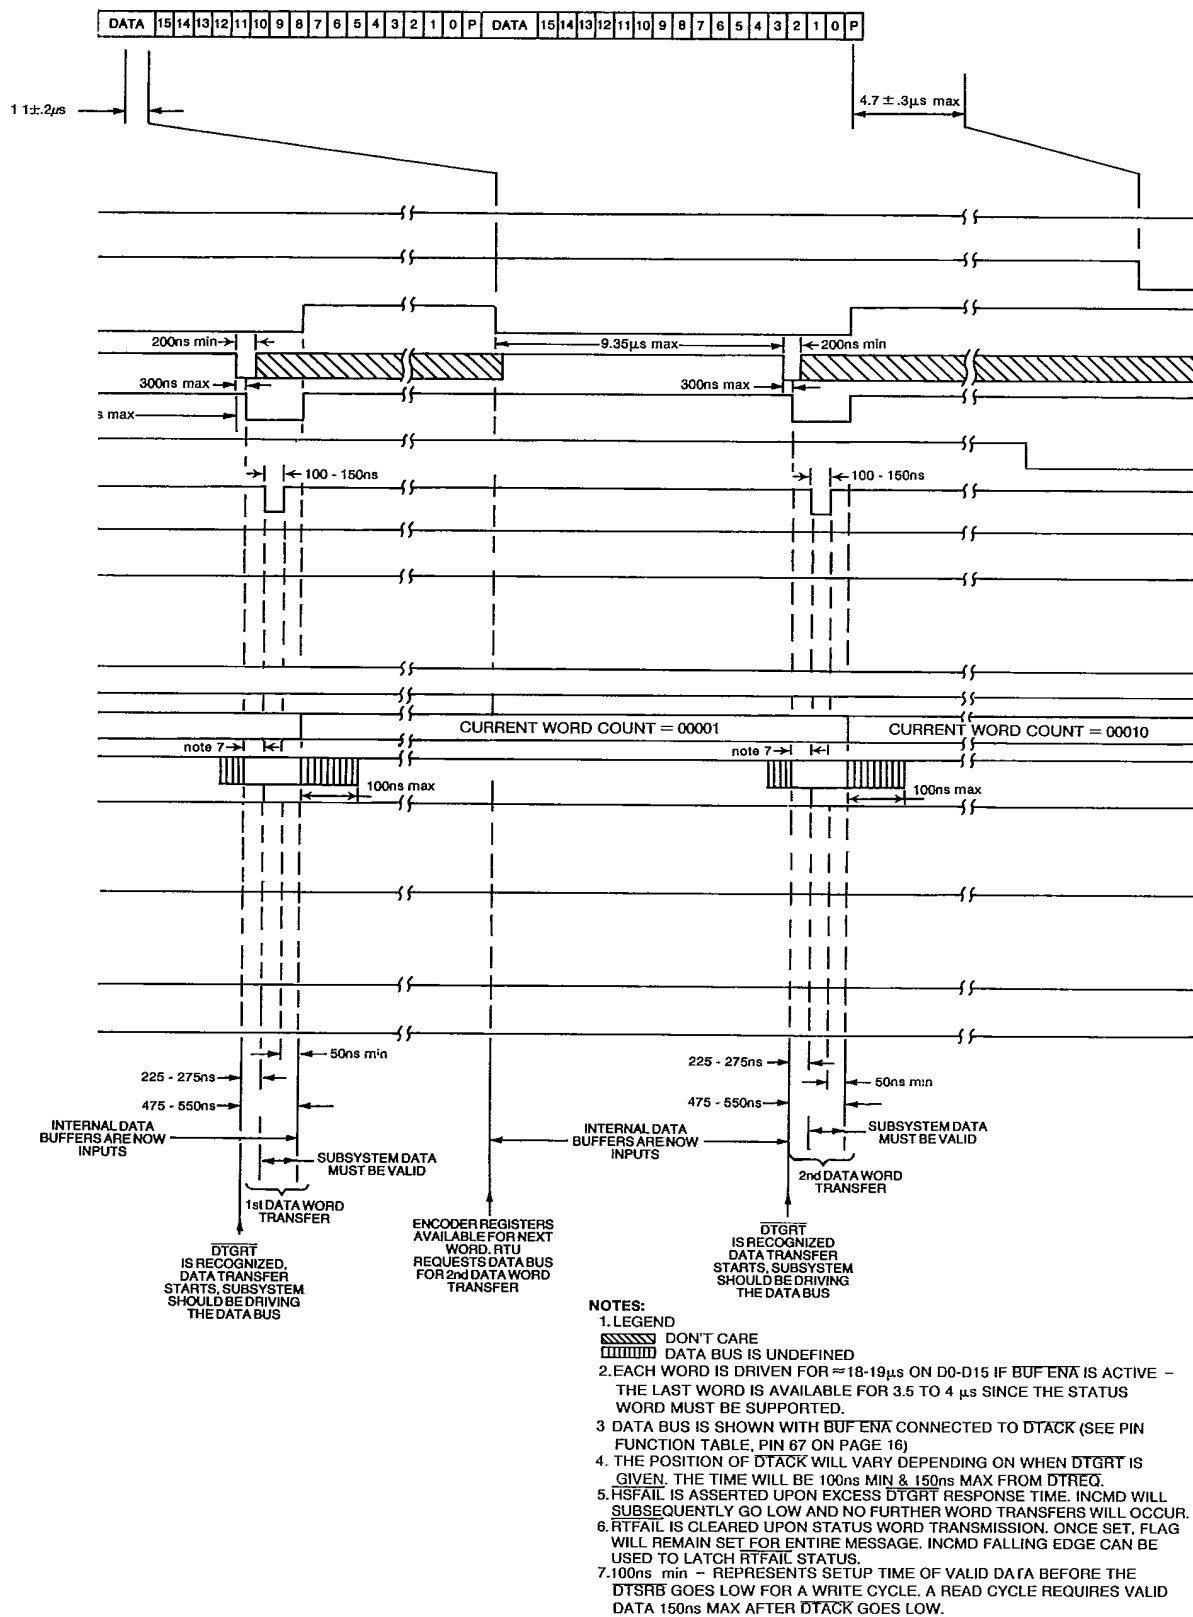 DATA 15 14 13 12 11 10 9 8 7 6 5 4 3 2 1 0 P DATA 15 14 13 12 11 10 9 8 7 6 5 4 3 2 1 0 P
1 1±.2µs
4.7 ± .3µs max
200ns min
9.35µs max
200ns min
300ns max
300ns max
s max
100 - 150ns
100 - 150ns
CURRENT WORD COUNT = 00001
CURRENT WORD COUNT = 00010
note 7
note 7
100ns max
100ns max
50ns min
225 - 275ns
225 - 275ns
50ns min
475 - 550ns
475 - 550ns
INTERNAL DATA
BUFFERS ARE NOW
INPUTS
SUBSYSTEM DATA
MUST BE VALID
INTERNAL DATA
BUFFERS ARE NOW
INPUTS
SUBSYSTEM DATA
MUST BE VALID
1st DATA WORD
TRANSFER
2nd DATA WORD
TRANSFER
DTGRT
IS RECOGNIZED,
DATA TRANSFER
STARTS, SUBSYSTEM
SHOULD BE DRIVING
THE DATA BUS
ENCODER REGISTERS
AVAILABLE FOR NEXT
WORD. RTU
REQUESTS DATA BUS
FOR 2nd DATA WORD
TRANSFER
DTGRT
IS RECOGNIZED
DATA TRANSFER
STARTS, SUBSYSTEM
SHOULD BE DRIVING
THE DATA BUS
NOTES:
1. LEGEND
DON'T CARE
DATA BUS IS UNDEFINED
2. EACH WORD IS DRIVEN FOR ≈18-19µs ON D0-D15 IF BUF ENA IS ACTIVE –
THE LAST WORD IS AVAILABLE FOR 3.5 TO 4 µs SINCE THE STATUS
WORD MUST BE SUPPORTED.
3 DATA BUS IS SHOWN WITH BUF ENA CONNECTED TO DTACK (SEE PIN
FUNCTION TABLE, PIN 67 ON PAGE 16)
4. THE POSITION OF DTACK WILL VARY DEPENDING ON WHEN DTGRT IS
GIVEN. THE TIME WILL BE 100ns MIN & 150ns MAX FROM DTREQ.
5. HSFAIL IS ASSERTED UPON EXCESS DTGRT RESPONSE TIME. INCMD WILL
SUBSEQUENTLY GO LOW AND NO FURTHER WORD TRANSFERS WILL OCCUR.
6. RTFAIL IS CLEARED UPON STATUS WORD TRANSMISSION. ONCE SET, FLAG
WILL REMAIN SET FOR ENTIRE MESSAGE. INCMD FALLING EDGE CAN BE
USED TO LATCH RTFAIL STATUS.
7.100ns min – REPRESENTS SETUP TIME OF VALID DATA BEFORE THE
DTSRB GOES LOW FOR A WRITE CYCLE. A READ CYCLE REQUIRES VALID
DATA 150ns MAX AFTER DTACK GOES LOW.